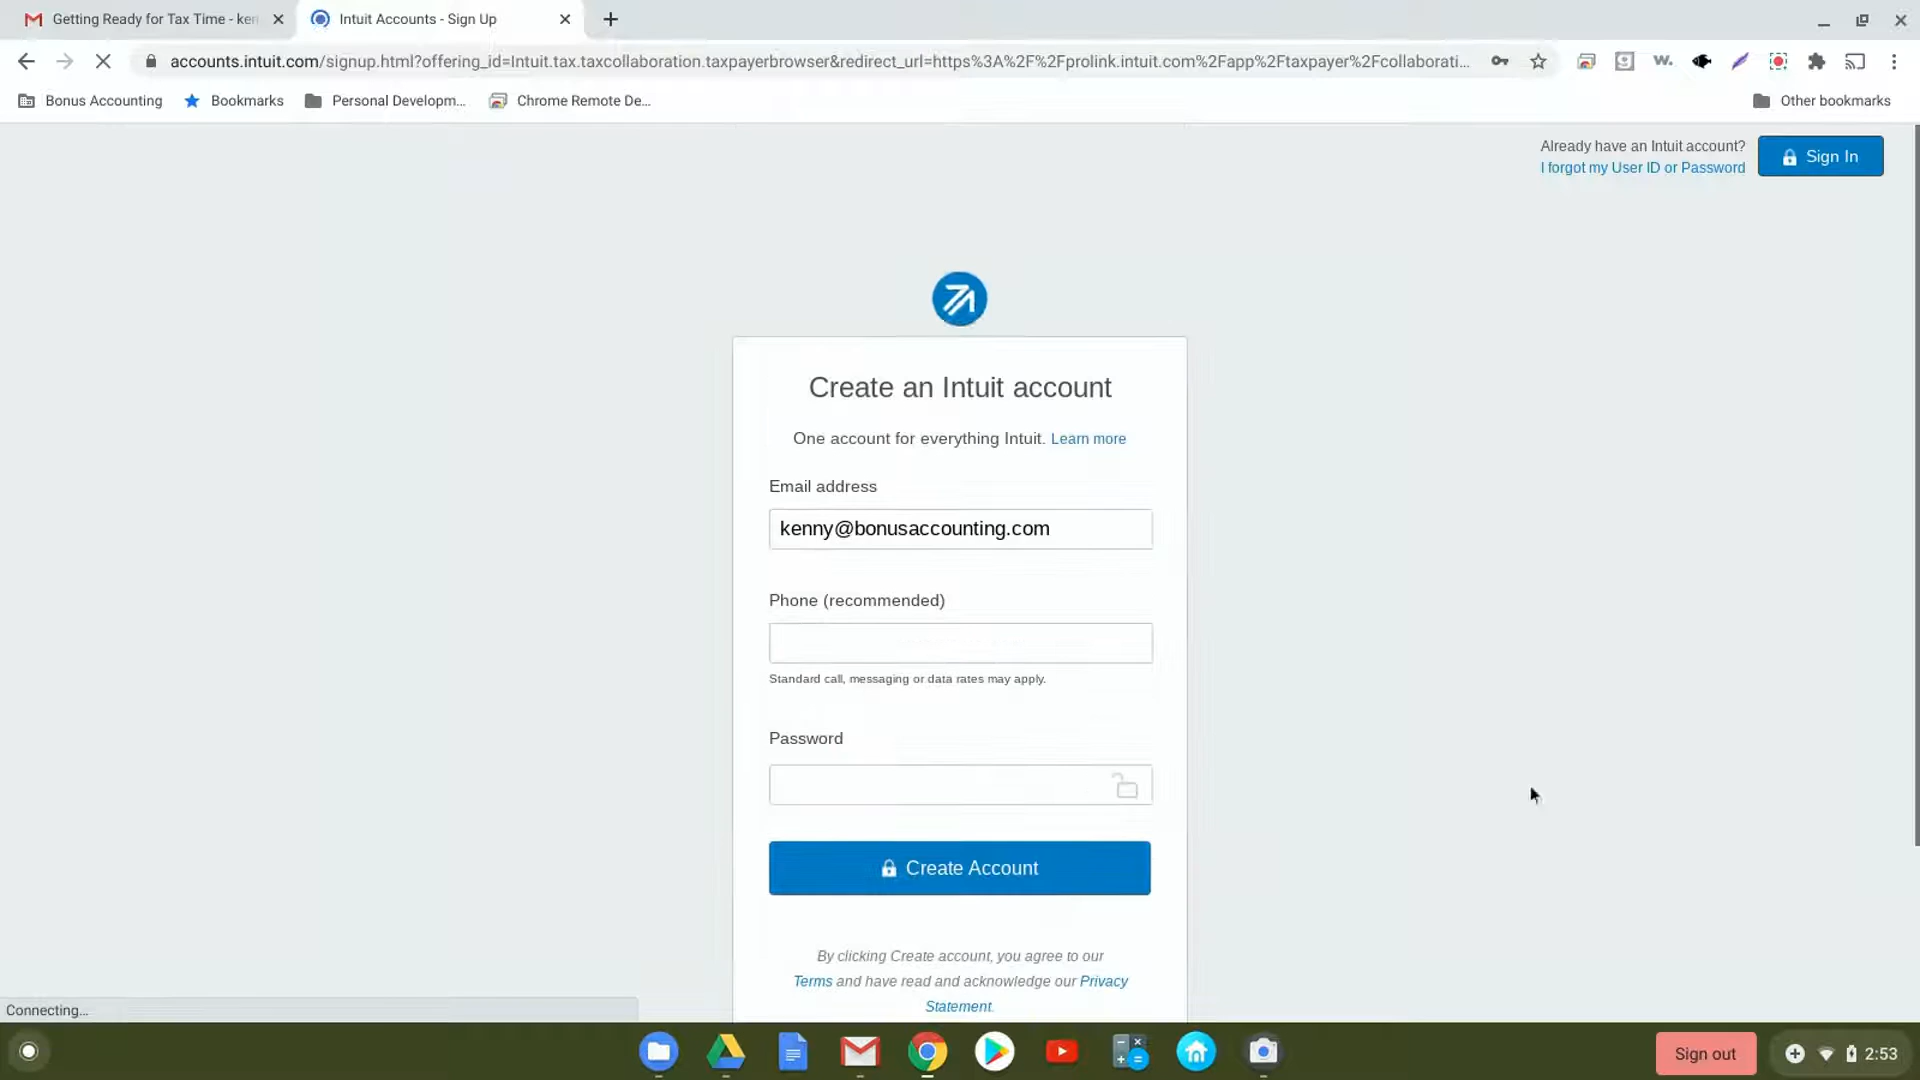 Getting Ready for Tax Time - ken
Intuit Accounts - Sign Up
accounts.intuit.com/signup.html?offering_id=Intuit.tax.taxcollaboration.taxpayerbrowser&redirect_url=https%3A%2F%2Fprolink.intuit.com%2Fapp%2Ftaxpayer%2Fcollaborati...
Bonus Accounting
Bookmarks
Personal Developm...
Chrome Remote De...
Other bookmarks
Already have an Intuit account?
I forgot my User ID or Password
Sign In
Create an Intuit account
One account for everything Intuit. Learn more
Email address
kenny@bonusaccounting.com
Phone (recommended)
Standard call, messaging or data rates may apply.
Password
Create Account
By clicking Create account, you agree to our
Terms and have read and acknowledge our Privacy
Statement.
Connecting...
Sign out
2:53